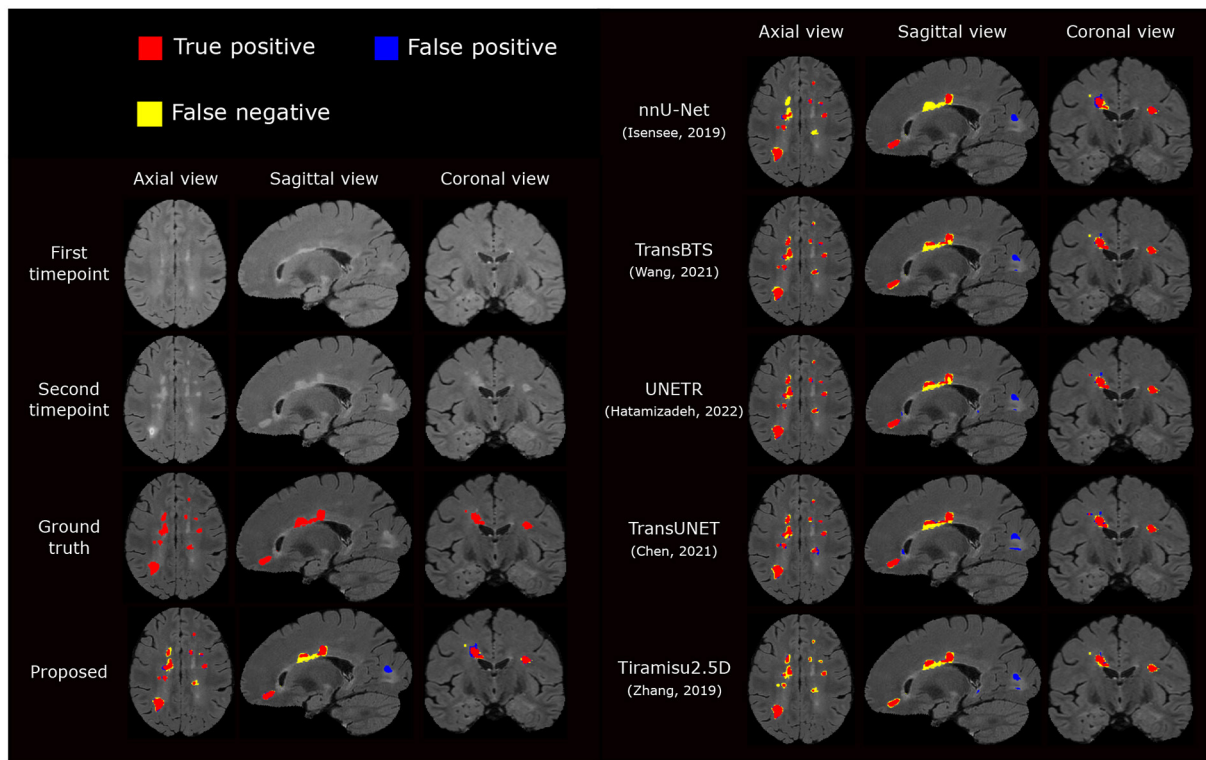 True positive
False positive
False negative
Axial view
Sagittal view
Coronal view
First
timepoint
Second
timepoint
Ground
truth
Proposed
Axial view
Sagittal view
Coronal view
nnU-Net
(Isensee, 2019)
TransBTS
(Wang, 2021)
UNETR
(Hatamizadeh, 2022)
TransUNET
(Chen, 2021)
Tiramisu2.5D
(Zhang, 2019)